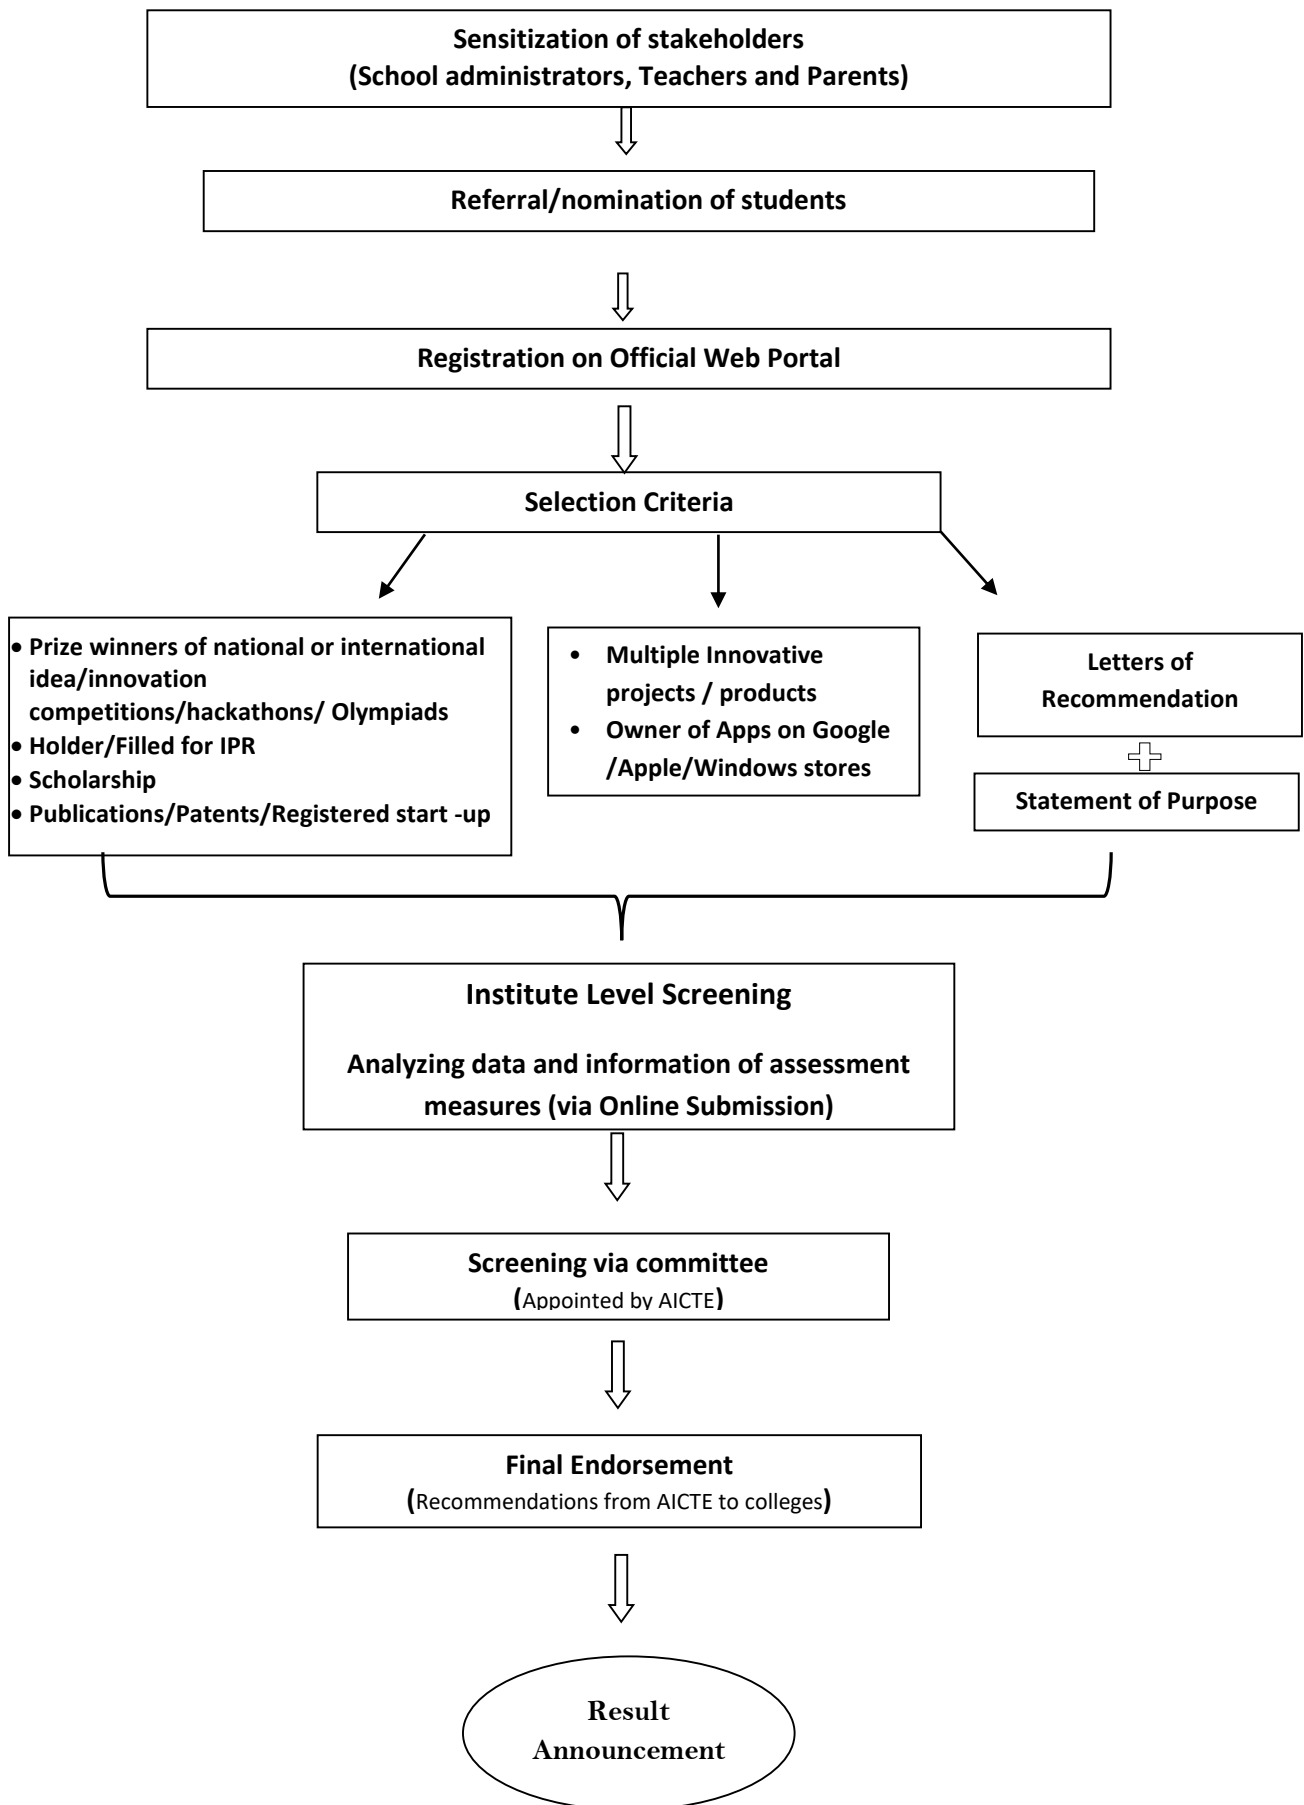 Sensitization of stakeholders
(School administrators, Teachers and Parents)
Referral/nomination of students
Registration on Official Web Portal
Selection Criteria
• Prize winners of national or international
idea/innovation
competitions/hackathons/ Olympiads
• Holder/Filled for IPR
• Scholarship
• Publications/Patents/Registered start -up
• Multiple Innovative
projects / products
• Owner of Apps on Google
/Apple/Windows stores
Letters of
Recommendation
Statement of Purpose
Institute Level Screening
Analyzing data and information of assessment
measures (via Online Submission)
Screening via committee
(Appointed by AICTE)
Final Endorsement
(Recommendations from AICTE to colleges)
Result
Announcement